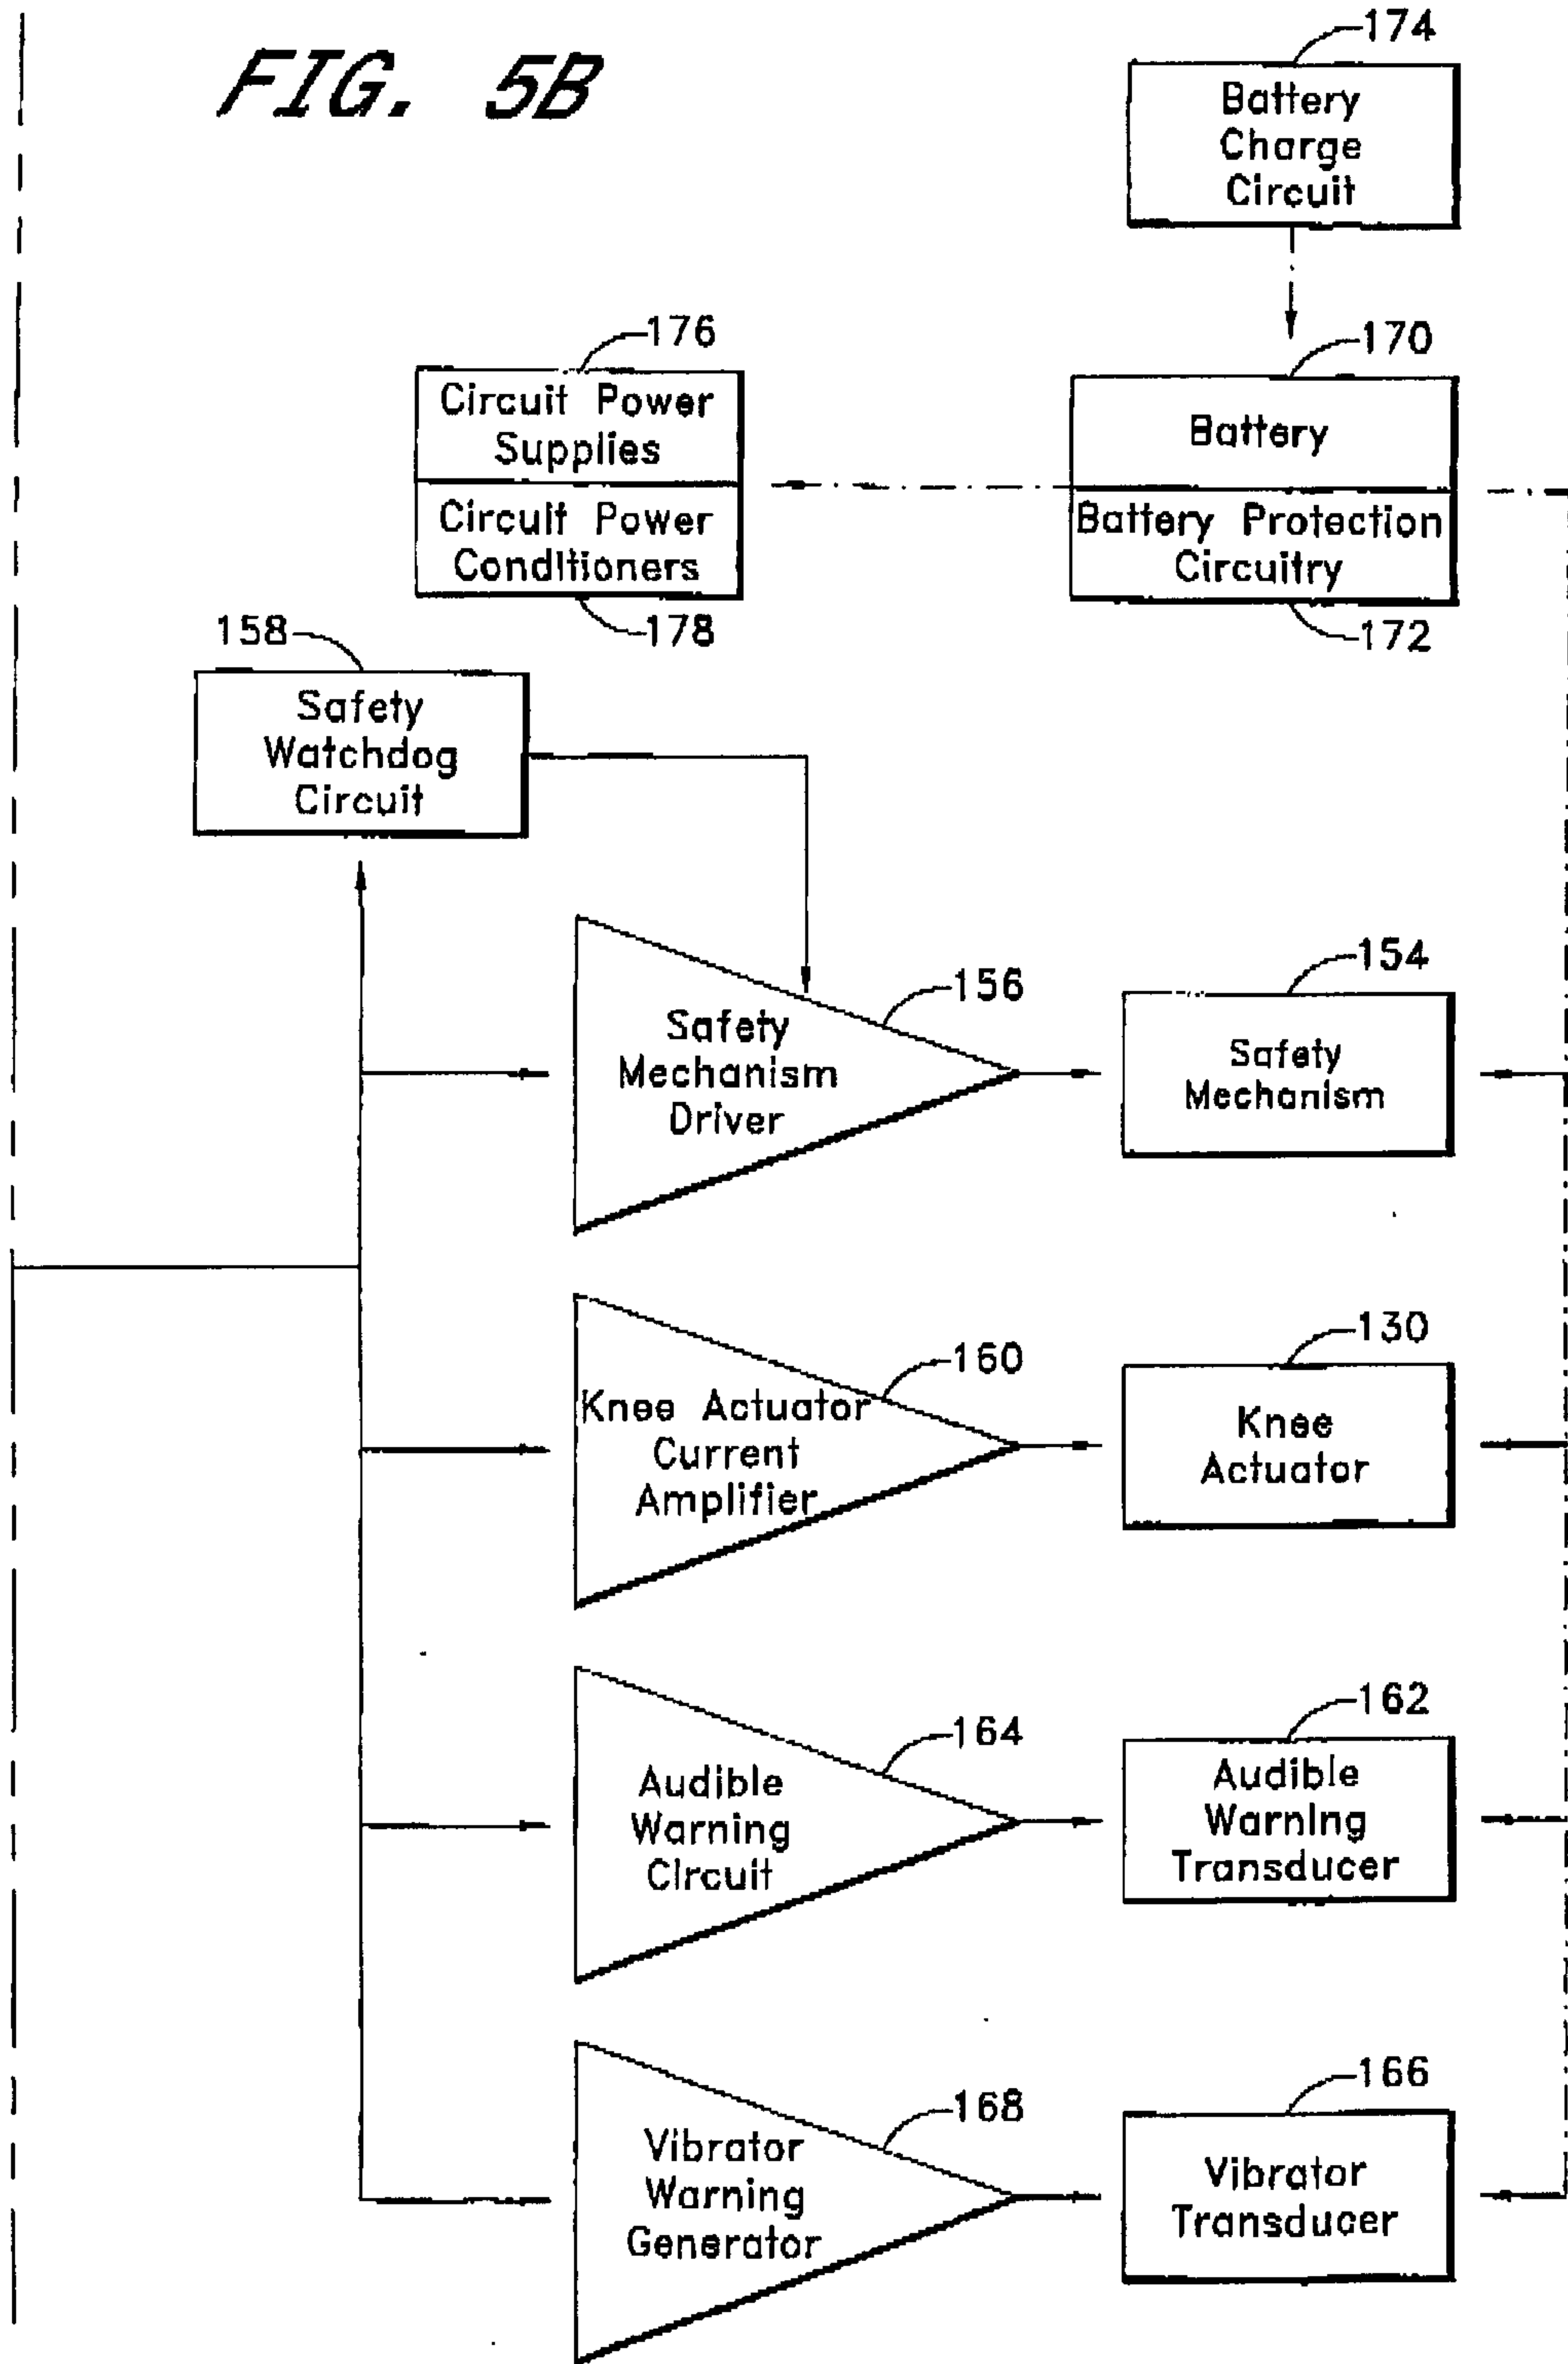 FIG. 5B
174
Battery
Charge
Circuit
176
170
Circuit Power
Supplies
Battery
Circuit Power
Conditioners
Battery Protection
Circuitry
178
172
158
Safety
Watchdog
Circuit
156
154
Safety
Mechanism
Driver
Safety
Mechanism
160
130
Knee Actuator
Current
Amplifier
Knee
Actuator
164
162
Audible
Warning
Circuit
Audible
Warning
Transducer
168
166
Vibrator
Warning
Generator
Vibrator
Transducer